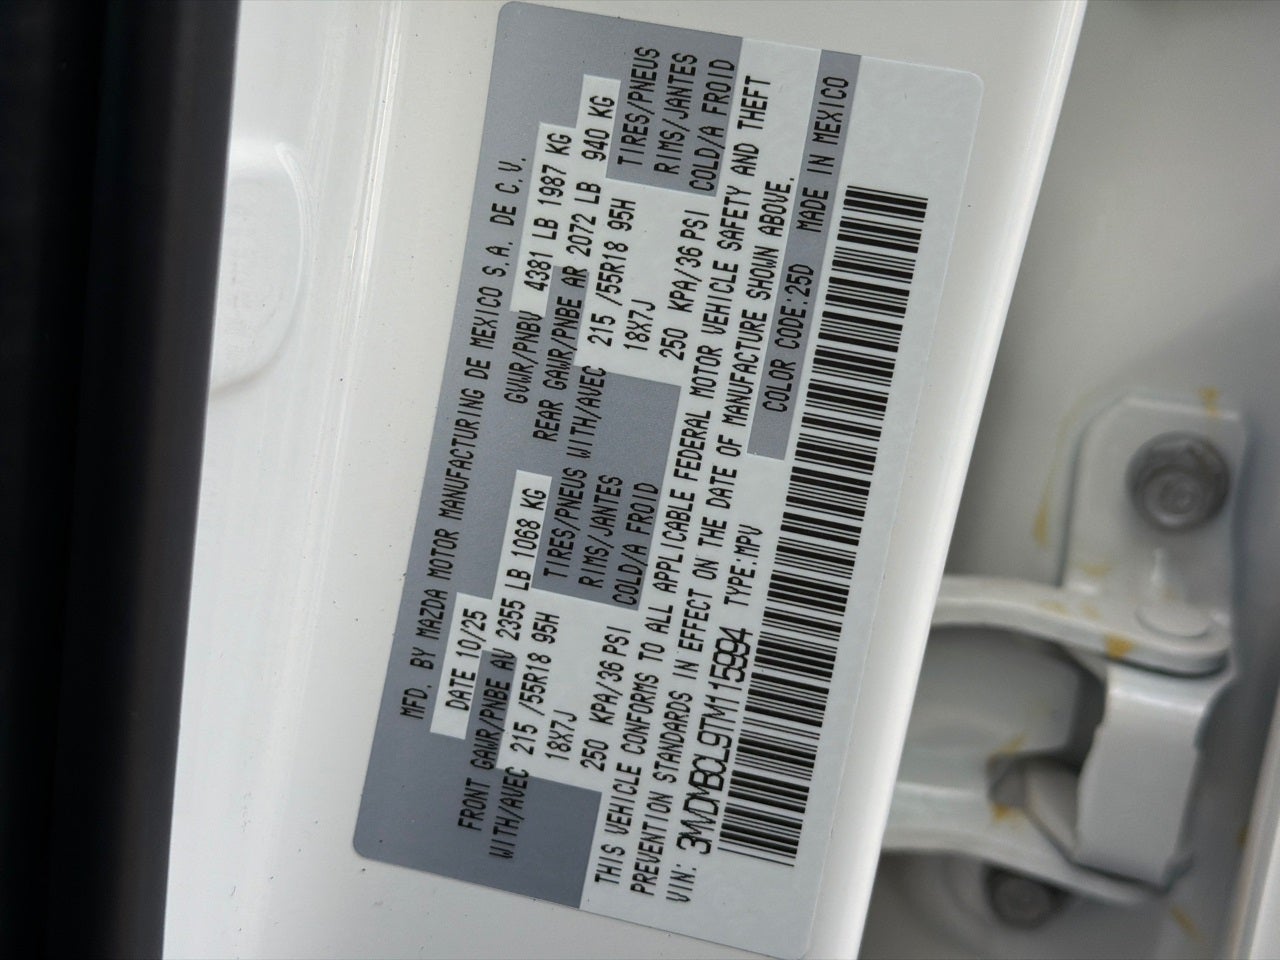 MFD. BY MAZDA MOTOR MANUFACTURING DE MEXICO S.A. DE C.V.
DATE 10/25 GVWR/PNBV 4381 LB 1987 KG
FRONT GAWR/PNBE AV 2355 LB 1068 KG REAR GAWR/PNBE AR 2072 LB 940 KG
WITH/AVEC 215 /55R18 95H TIRES/PNEUS WITH/AVEC 215 /55R18 95H TIRES/PNEUS
18X7J RIMS/JANTES 18X7J RIMS/JANTES
250 KPA/36 PSI COLD/A FROID 250 KPA/36 PSI COLD/A FROID
THIS VEHICLE CONFORMS TO ALL APPLICABLE FEDERAL MOTOR VEHICLE SAFETY AND THEFT
PREVENTION STANDARDS IN EFFECT ON THE DATE OF MANUFACTURE SHOWN ABOVE.
VIN: 3MVDMBCL9TM115994 TYPE:MPV COLOR CODE:25D MADE IN MEXICO